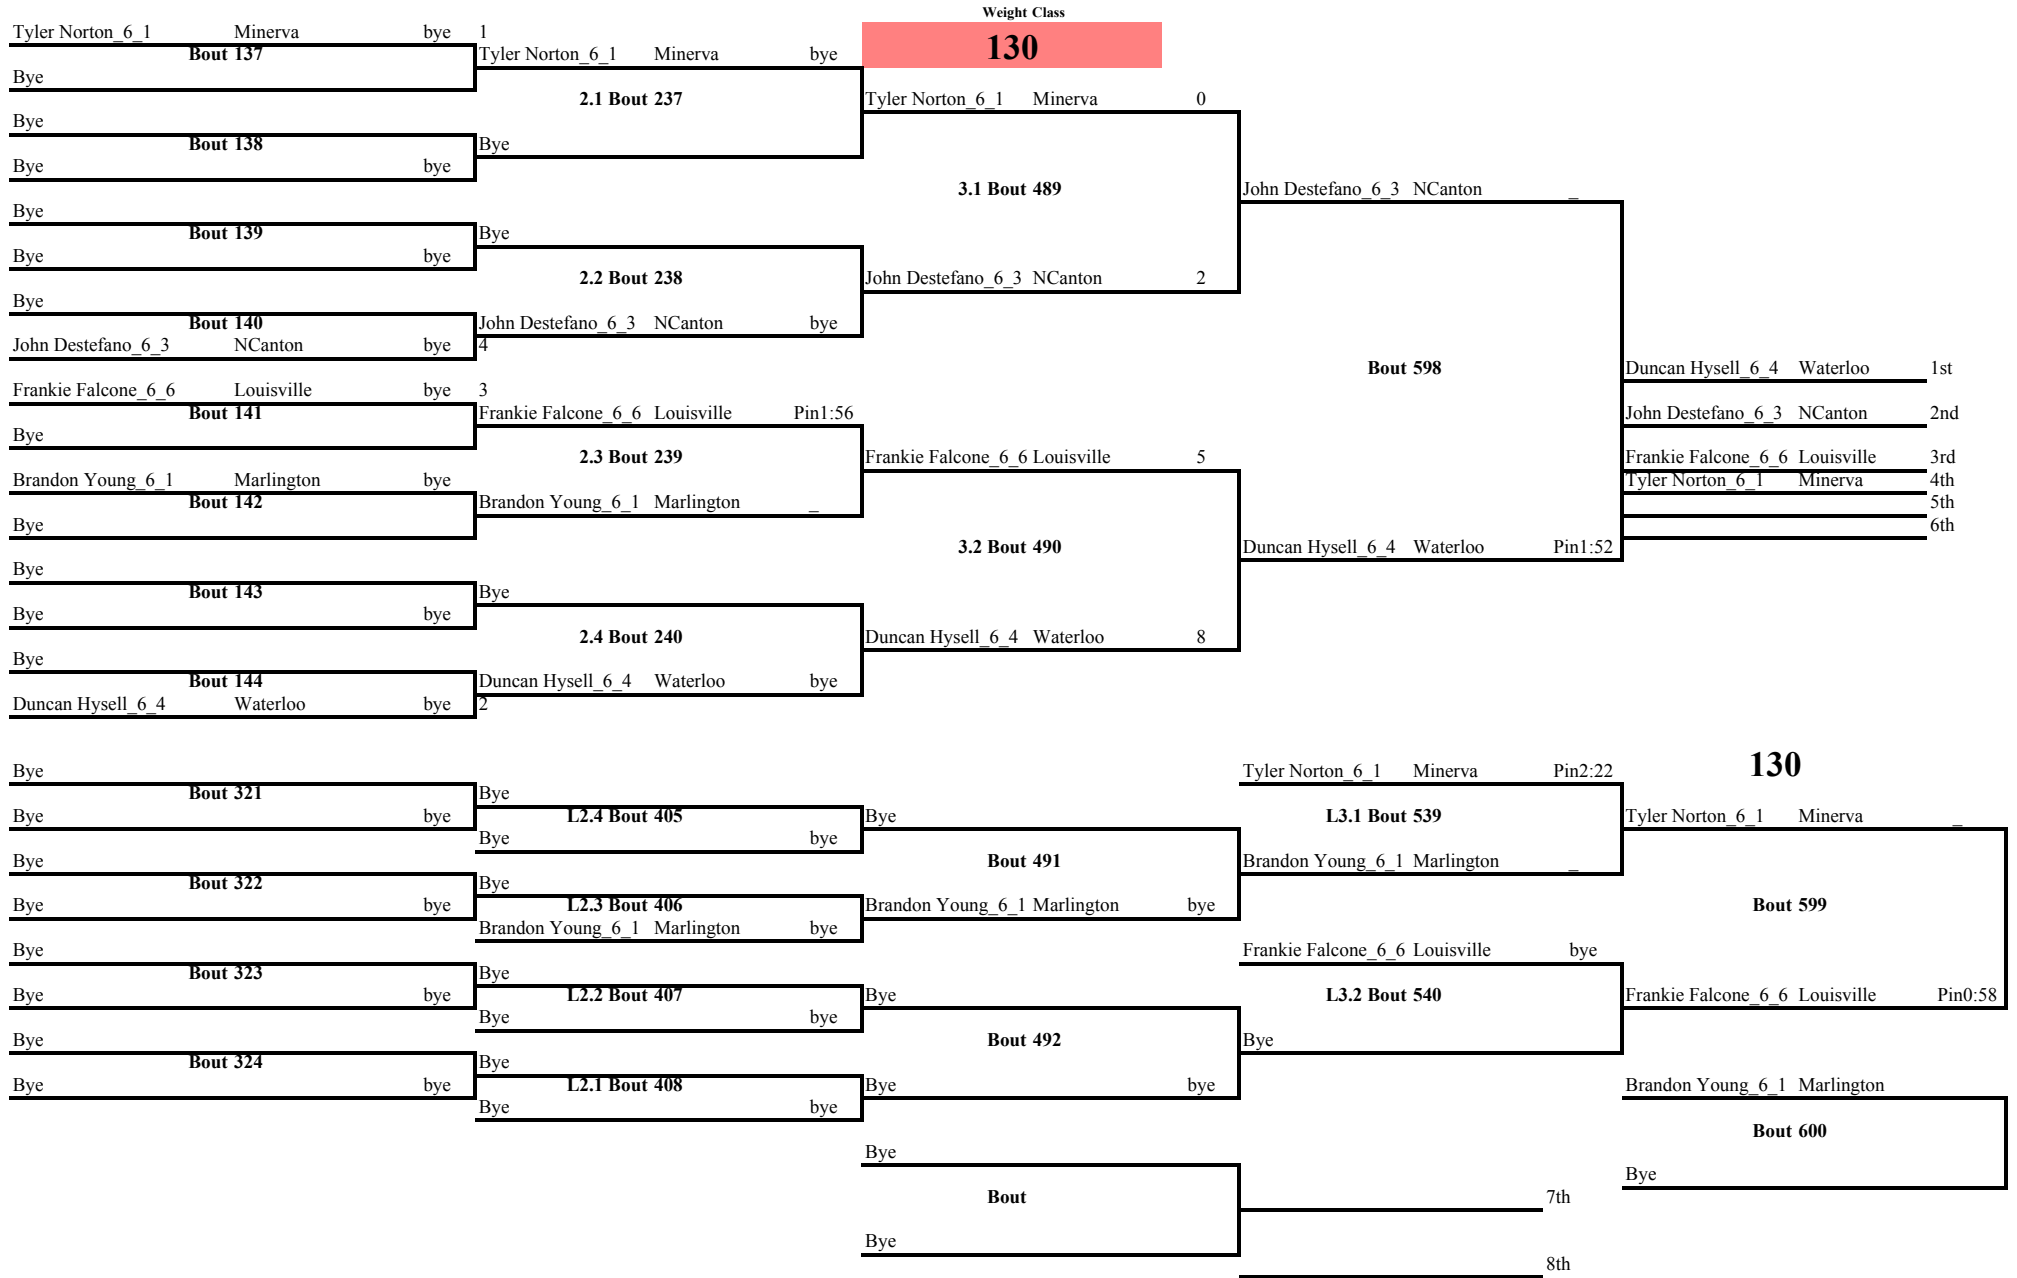 Weight Class
Tyler Norton_6_1 Minerva bye 1
130
Bout 137 Tyler Norton_6_1 Minerva bye
Bye
2.1 Bout 237 Tyler Norton_6_1 Minerva 0
Bye
Bout 138 Bye
Bye bye
3.1 Bout 489 John Destefano_6_3 NCanton _
Bye
Bout 139 Bye
Bye bye
2.2 Bout 238 John Destefano_6_3 NCanton 2
Bye
Bout 140 John Destefano_6_3 NCanton bye
John Destefano_6_3 NCanton bye 4
Bout 598 Duncan Hysell_6_4 Waterloo 1st
Frankie Falcone_6_6 Louisville bye 3
Bout 141 Frankie Falcone_6_6 Louisville Pin1:56 John Destefano_6_3 NCanton 2nd
Bye
2.3 Bout 239 Frankie Falcone_6_6 Louisville 5 Frankie Falcone_6_6 Louisville 3rd
Brandon Young_6_1 Marlington bye Tyler Norton_6_1 Minerva 4th
Bout 142 Brandon Young_6_1 Marlington _ 5th
Bye 6th
3.2 Bout 490 Duncan Hysell_6_4 Waterloo Pin1:52
Bye
Bout 143 Bye
Bye bye
2.4 Bout 240 Duncan Hysell_6_4 Waterloo 8
Bye
Bout 144 Duncan Hysell_6_4 Waterloo bye
Duncan Hysell_6_4 Waterloo bye 2
Bye Tyler Norton_6_1 Minerva Pin2:22 130
Bout 321 Bye
Bye bye L2.4 Bout 405 Bye L3.1 Bout 539 Tyler Norton_6_1 Minerva _
Bye bye
Bye Bout 491 Brandon Young_6_1 Marlington _
Bout 322 Bye
Bye bye L2.3 Bout 406 Brandon Young_6_1 Marlington bye Bout 599
Brandon Young_6_1 Marlington bye
Bye Frankie Falcone_6_6 Louisville bye
Bout 323 Bye
Bye bye L2.2 Bout 407 Bye L3.2 Bout 540 Frankie Falcone_6_6 Louisville Pin0:58
Bye bye
Bye Bout 492 Bye
Bout 324 Bye
Bye bye L2.1 Bout 408 Bye bye Brandon Young_6_1 Marlington
Bye bye
Bout 600
Bye
Bye
Bout 7th
Bye
8th